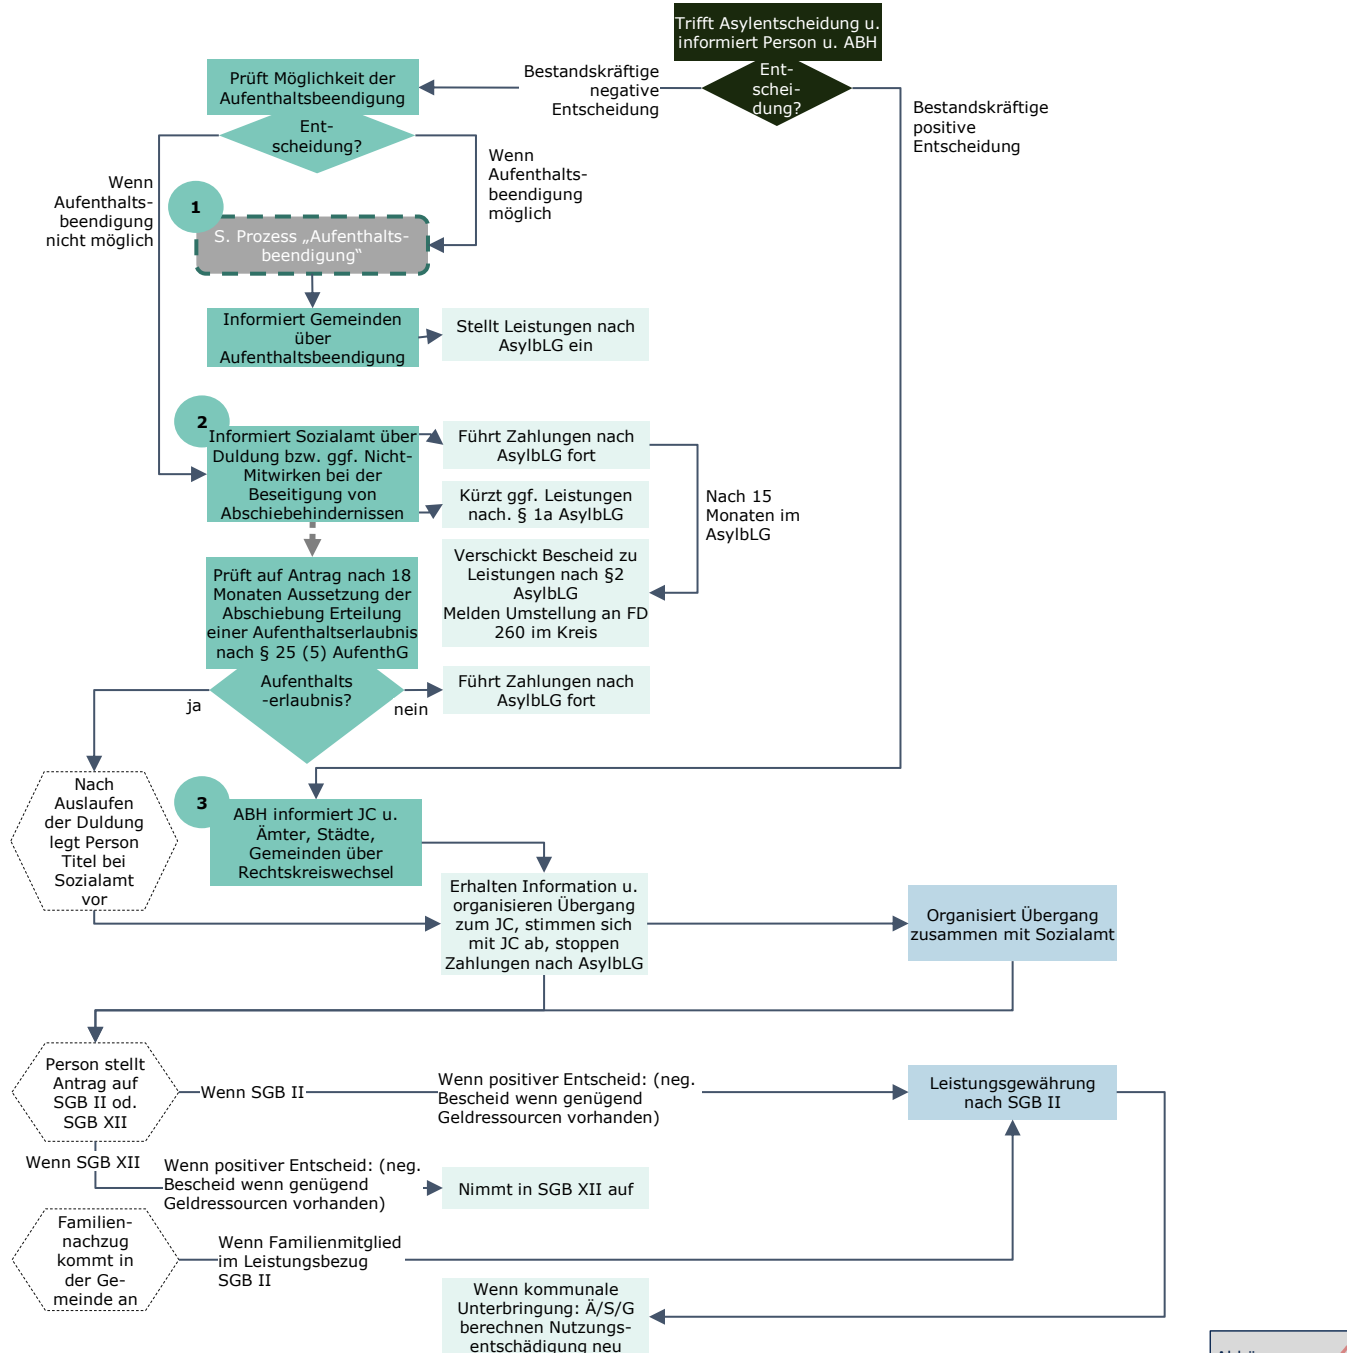 Trifft Asylentscheidung u.
informiert Person u. ABH
Ent-
schei-
dung?
Bestandskräftige
negative
Entscheidung
Bestandskräftige
positive
Entscheidung
Prüft Möglichkeit der
Aufenthaltsbeendigung
Ent-
scheidung?
Wenn
Aufenthalts-
beendigung
nicht möglich
Wenn
Aufenthalts-
beendigung
möglich
1
S. Prozess „Aufenthalts-
beendigung“
Informiert Gemeinden
über
Aufenthaltsbeendigung
Stellt Leistungen nach
AsylbLG ein
2
Informiert Sozialamt über
Duldung bzw. ggf. Nicht-
Mitwirken bei der
Beseitigung von
Abschiebehindernissen
Führt Zahlungen nach
AsylbLG fort
Kürzt ggf. Leistungen
nach. § 1a AsylbLG
Nach 15
Monaten im
AsylbLG
Verschickt Bescheid zu
Leistungen nach §2
AsylbLG
Melden Umstellung an FD
260 im Kreis
Prüft auf Antrag nach 18
Monaten Aussetzung der
Abschiebung Erteilung
einer Aufenthaltserlaubnis
nach § 25 (5) AufenthG
Aufenthalts
-erlaubnis?
ja
nein
Führt Zahlungen nach
AsylbLG fort
Nach
Auslaufen
der Duldung
legt Person
Titel bei
Sozialamt
vor
3
ABH informiert JC u.
Ämter, Städte,
Gemeinden über
Rechtskreiswechsel
Erhalten Information u.
organisieren Übergang
zum JC, stimmen sich
mit JC ab, stoppen
Zahlungen nach AsylbLG
Organisiert Übergang
zusammen mit Sozialamt
Person stellt
Antrag auf
SGB II od.
SGB XII
Wenn SGB II
Wenn positiver Entscheid: (neg.
Bescheid wenn genügend
Geldressourcen vorhanden)
Leistungsgewährung
nach SGB II
Wenn SGB XII
Wenn positiver Entscheid: (neg.
Bescheid wenn genügend
Geldressourcen vorhanden)
Nimmt in SGB XII auf
Familien-
nachzug
kommt in
der Ge-
meinde an
Wenn Familienmitglied
im Leistungsbezug
SGB II
Wenn kommunale
Unterbringung: Ä/S/G
berechnen Nutzungs-
entschädigung neu